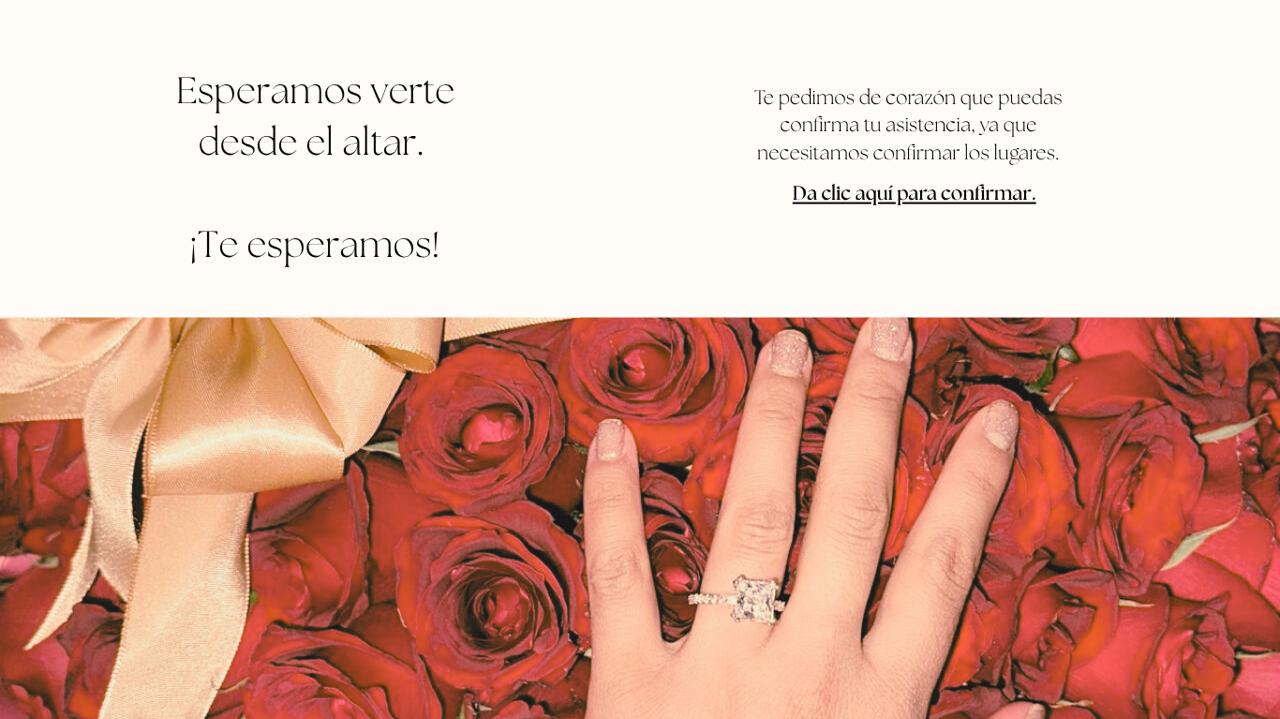 Esperamos verte
desde el altar.
¡Te esperamos!
Te pedimos de corazón que puedas
confirma tu asistencia, ya que
necesitamos confirmar los lugares.
Da clic aquí para confirmar.